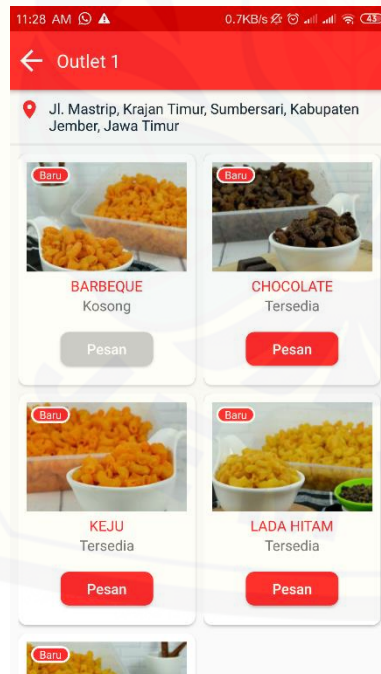 11:28 AM
0.7KB/s
43
Outlet 1
Jl. Mastrip, Krajan Timur, Sumbersari, Kabupaten
Jember, Jawa Timur
Baru
Baru
BARBEQUE
CHOCOLATE
Kosong
Tersedia
Pesan
Pesan
Baru
Baru
KEJU
LADA HITAM
Tersedia
Tersedia
Pesan
Pesan
Baru